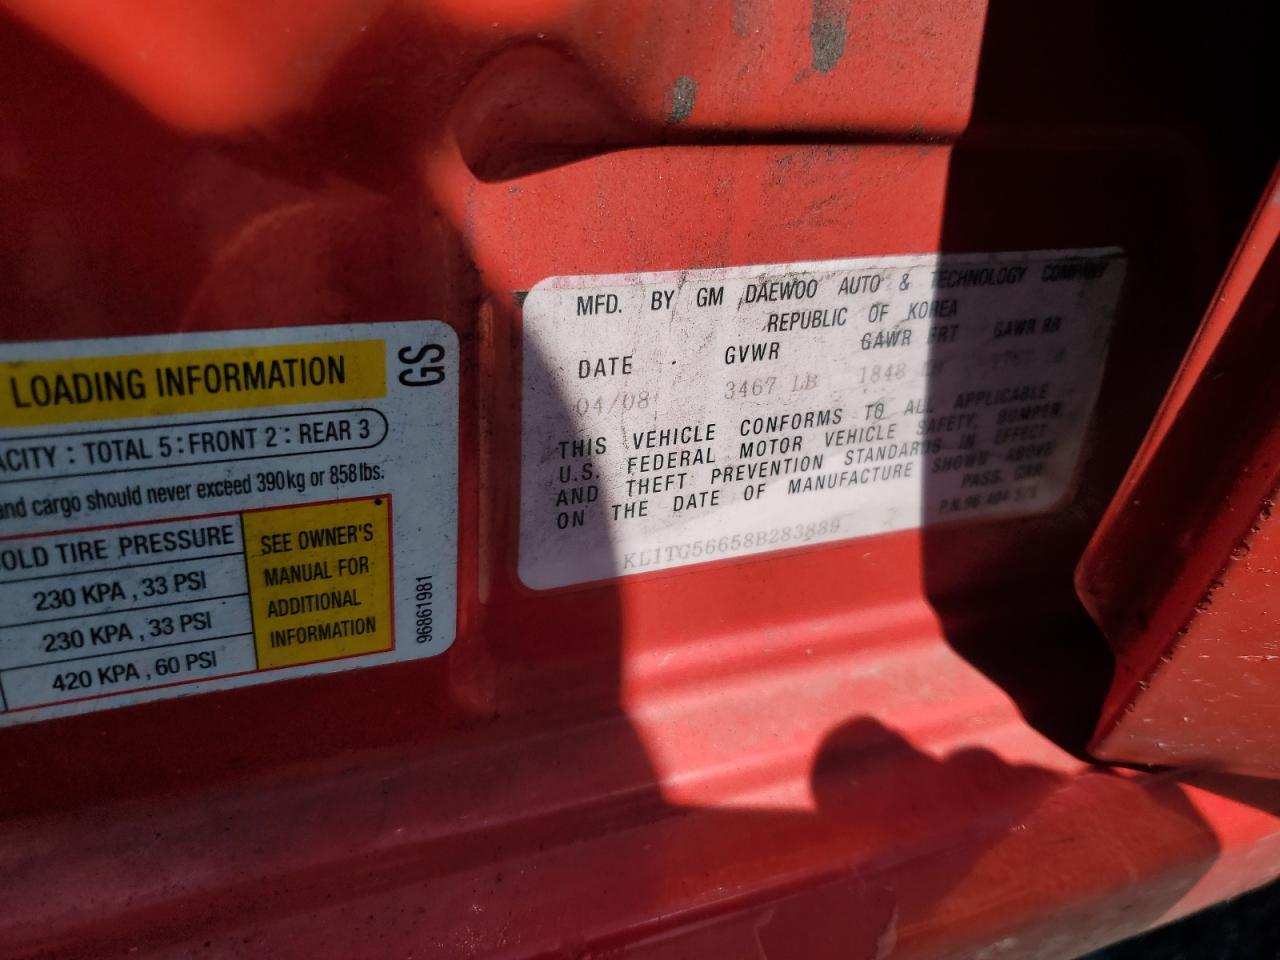 LOADING INFORMATION
GS
ACITY : TOTAL 5 : FRONT 2 : REAR 3
and cargo should never exceed 390kg or 858 lbs.
OLD TIRE PRESSURE
230 KPA , 33 PSI
230 KPA , 33 PSI
420 KPA , 60 PSI
SEE OWNER'S
MANUAL FOR
ADDITIONAL
INFORMATION
96861981
MFD. BY GM DAEWOO AUTO & TECHNOLOGY COMPANY
REPUBLIC OF KOREA
DATE GVWR GAWR FRT GAWR RR
04/08 3467 LB 1848 LB
THIS VEHICLE CONFORMS TO ALL APPLICABLE
U.S. FEDERAL MOTOR VEHICLE SAFETY, BUMPER,
AND THEFT PREVENTION STANDARDS IN EFFECT
ON THE DATE OF MANUFACTURE SHOWN ABOVE
PASS. CAR
KL1TG56658B283889